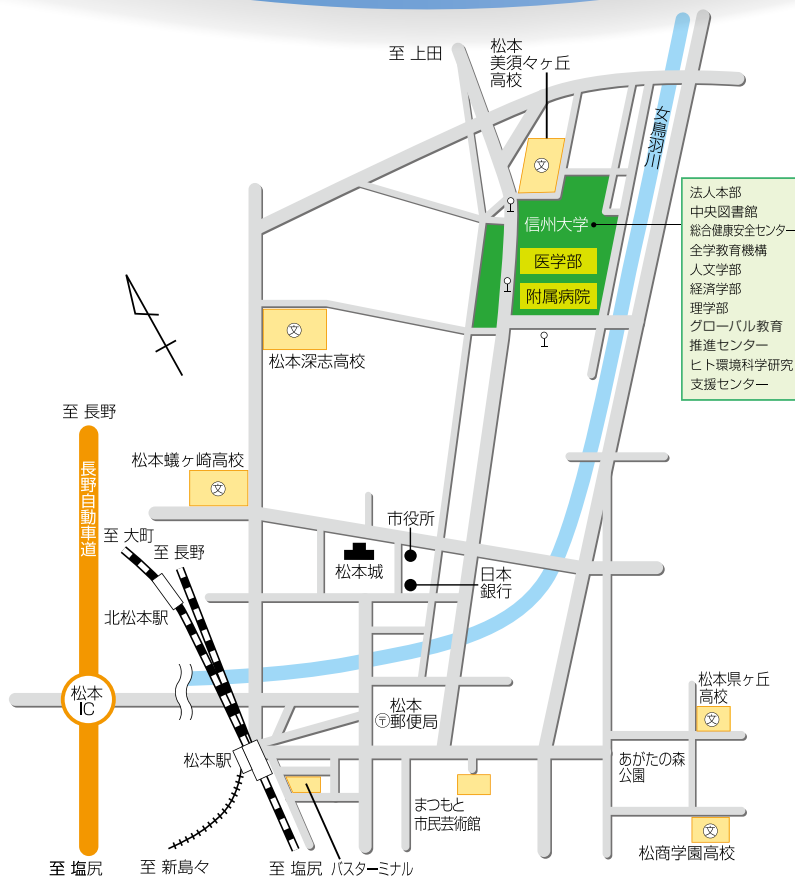 至 上田
松本
美須々ヶ丘
高校
文
女鳥羽川
信州大学
医学部
附属病院
法人本部
中央図書館
総合健康安全センター
全学教育機構
人文学部
経済学部
理学部
グローバル教育
推進センター
ヒト環境科学研究
支援センター
文
松本深志高校
至 長野
長野自動車道
松本蟻ヶ崎高校
文
市役所
至 大町
至 長野
松本城
日本
銀行
北松本駅
松本
IC
松本
〒郵便局
松本県ヶ丘
高校
文
松本駅
あがたの森
公園
まつもと
市民芸術館
文
松商学園高校
至 塩尻
至 新島々
至 塩尻
バスターミナル